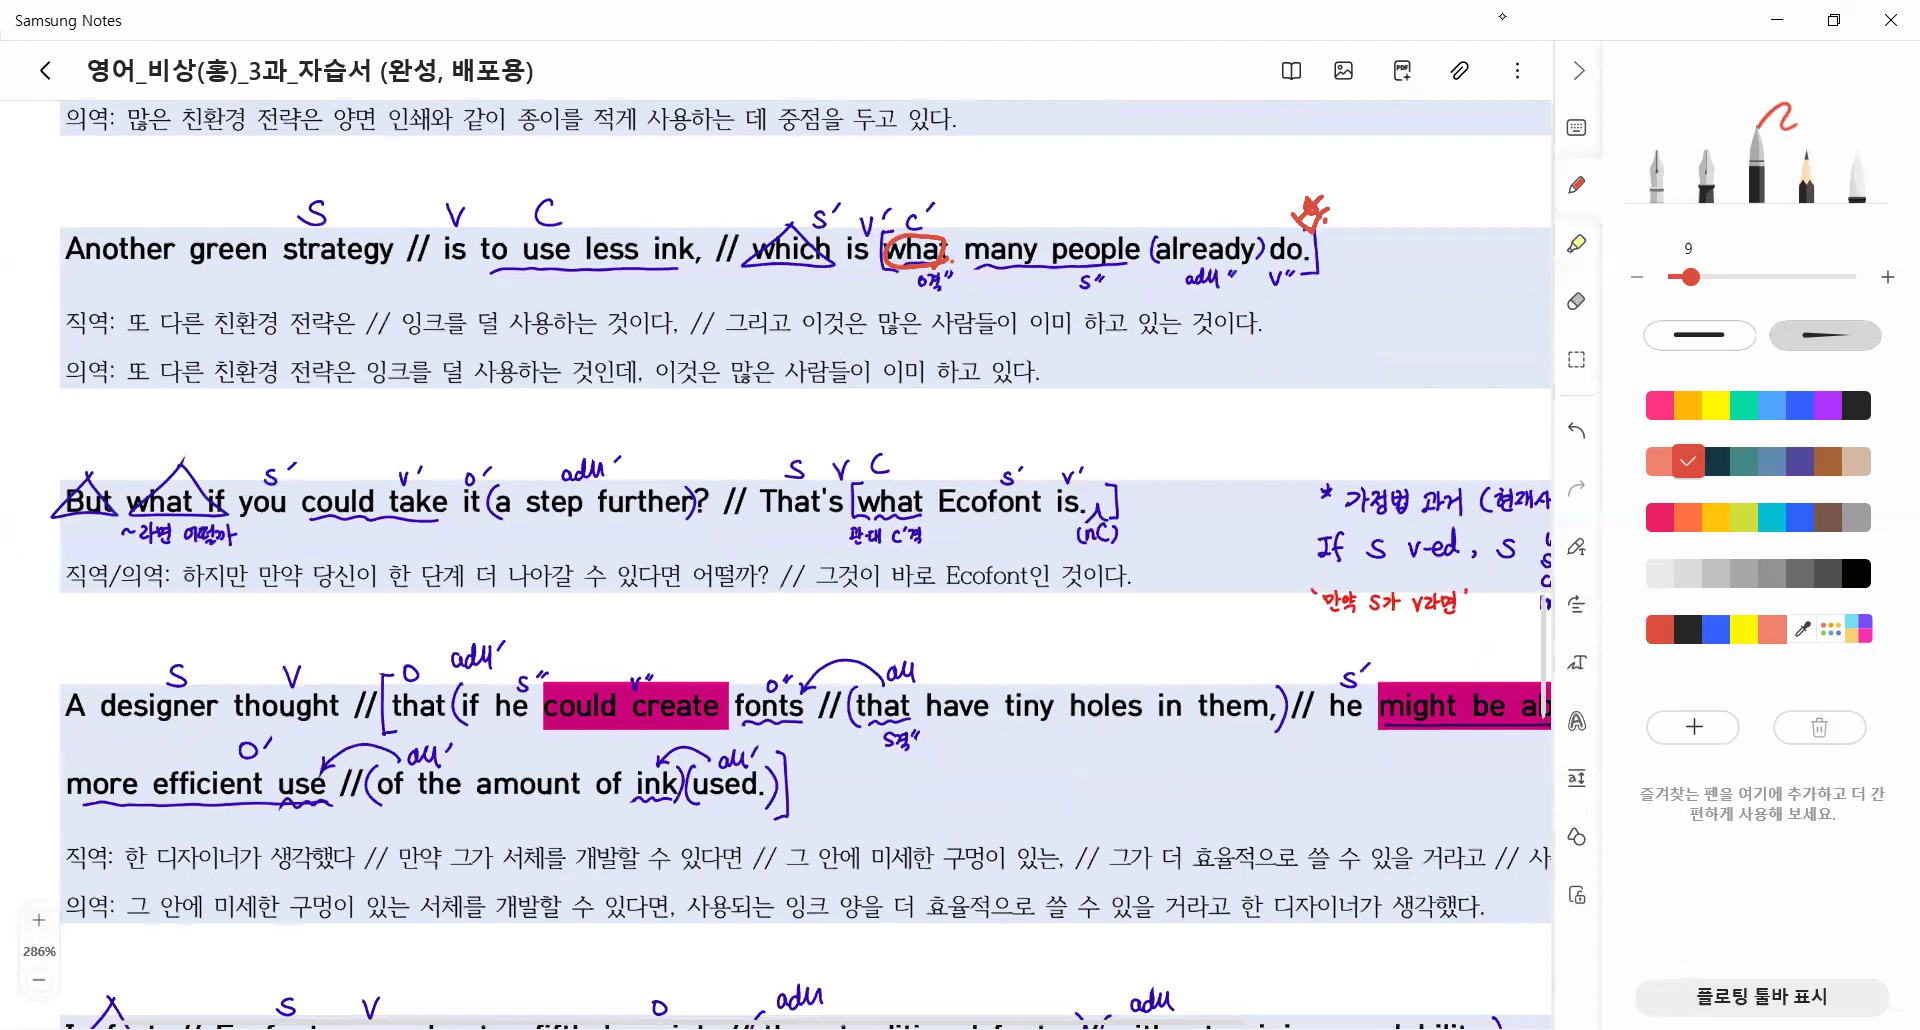 Samsung Notes
영어_비상(홍)_3과_자습서 (완성, 배포용)
의역: 많은 친환경 전략은 양면 인쇄와 같이 종이를 적게 사용하는 데 중점을 두고 있다.
S V C S′ V′ C′
Another green strategy // is to use less ink, // which is [what many people (already) do.]
O격″ S″ adv″ V″
직역: 또 다른 친환경 전략은 // 잉크를 덜 사용하는 것이다, // 그리고 이것은 많은 사람들이 이미 하고 있는 것이다.
의역: 또 다른 친환경 전략은 잉크를 덜 사용하는 것인데, 이것은 많은 사람들이 이미 하고 있다.
S′ V′ O′ adv′ S V C S′ V′
But what if you could take it (a step further)? // That's [what Ecofont is.]
~라면 어떨까 관대 C′격 (nC)
* 가정법 과거 (현재사
If S v-ed, S
직역/의역: 하지만 만약 당신이 한 단계 더 나아갈 수 있다면 어떨까? // 그것이 바로 Ecofont인 것이다.
'만약 S가 V라면'
S V O adv′ S″ V″ O″ S′
A designer thought // [that (if he could create fonts // (that have tiny holes in them,) // he might be ab
S격″
O′
more efficient use // (of the amount of ink) (used.)]
직역: 한 디자이너가 생각했다 // 만약 그가 서체를 개발할 수 있다면 // 그 안에 미세한 구멍이 있는, // 그가 더 효율적으로 쓸 수 있을 거라고 // 사
의역: 그 안에 미세한 구멍이 있는 서체를 개발할 수 있다면, 사용되는 잉크 양을 더 효율적으로 쓸 수 있을 거라고 한 디자이너가 생각했다.
S V O adv adv
286%
9
즐겨찾는 펜을 여기에 추가하고 더 간
편하게 사용해 보세요.
플로팅 툴바 표시